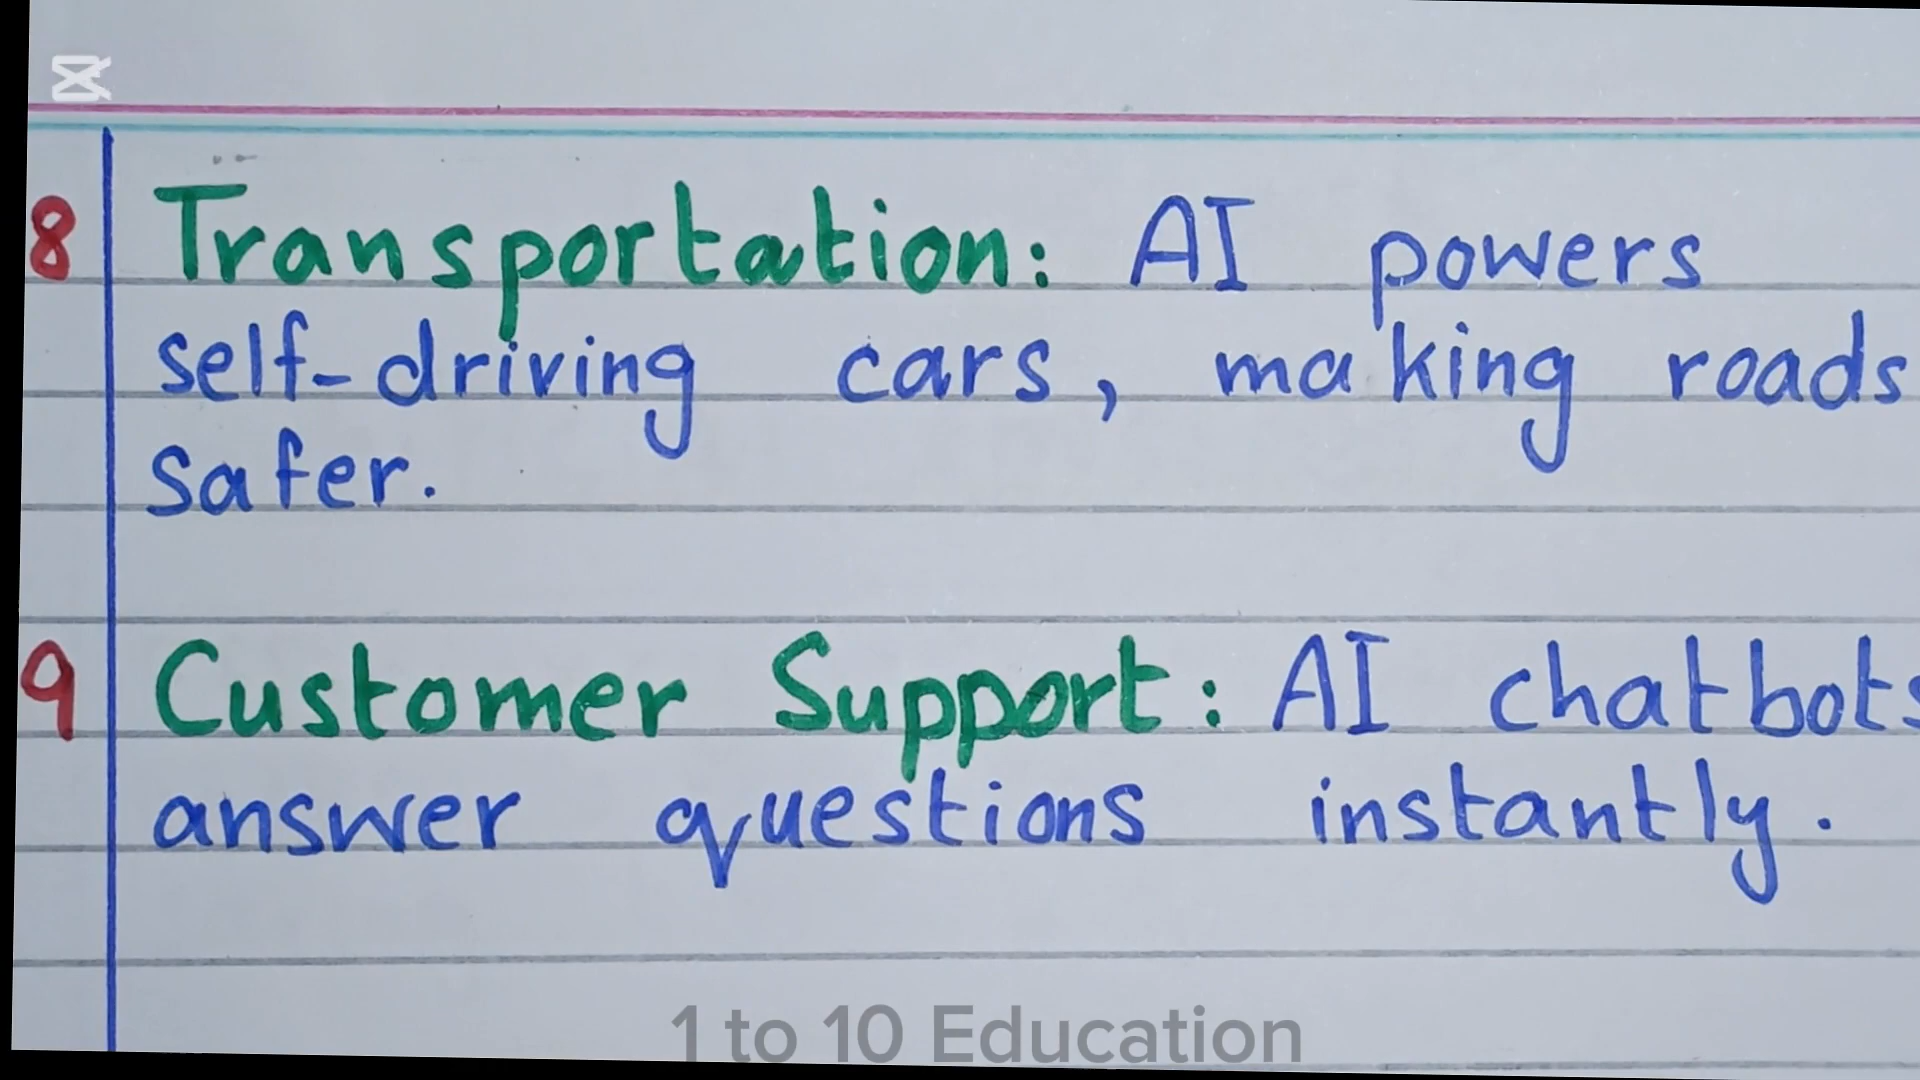 8 Transportation: AI powers
self-driving cars, making roads
safer.
9 Customer Support: AI chatbots
answer questions instantly.
1 to 10 Education